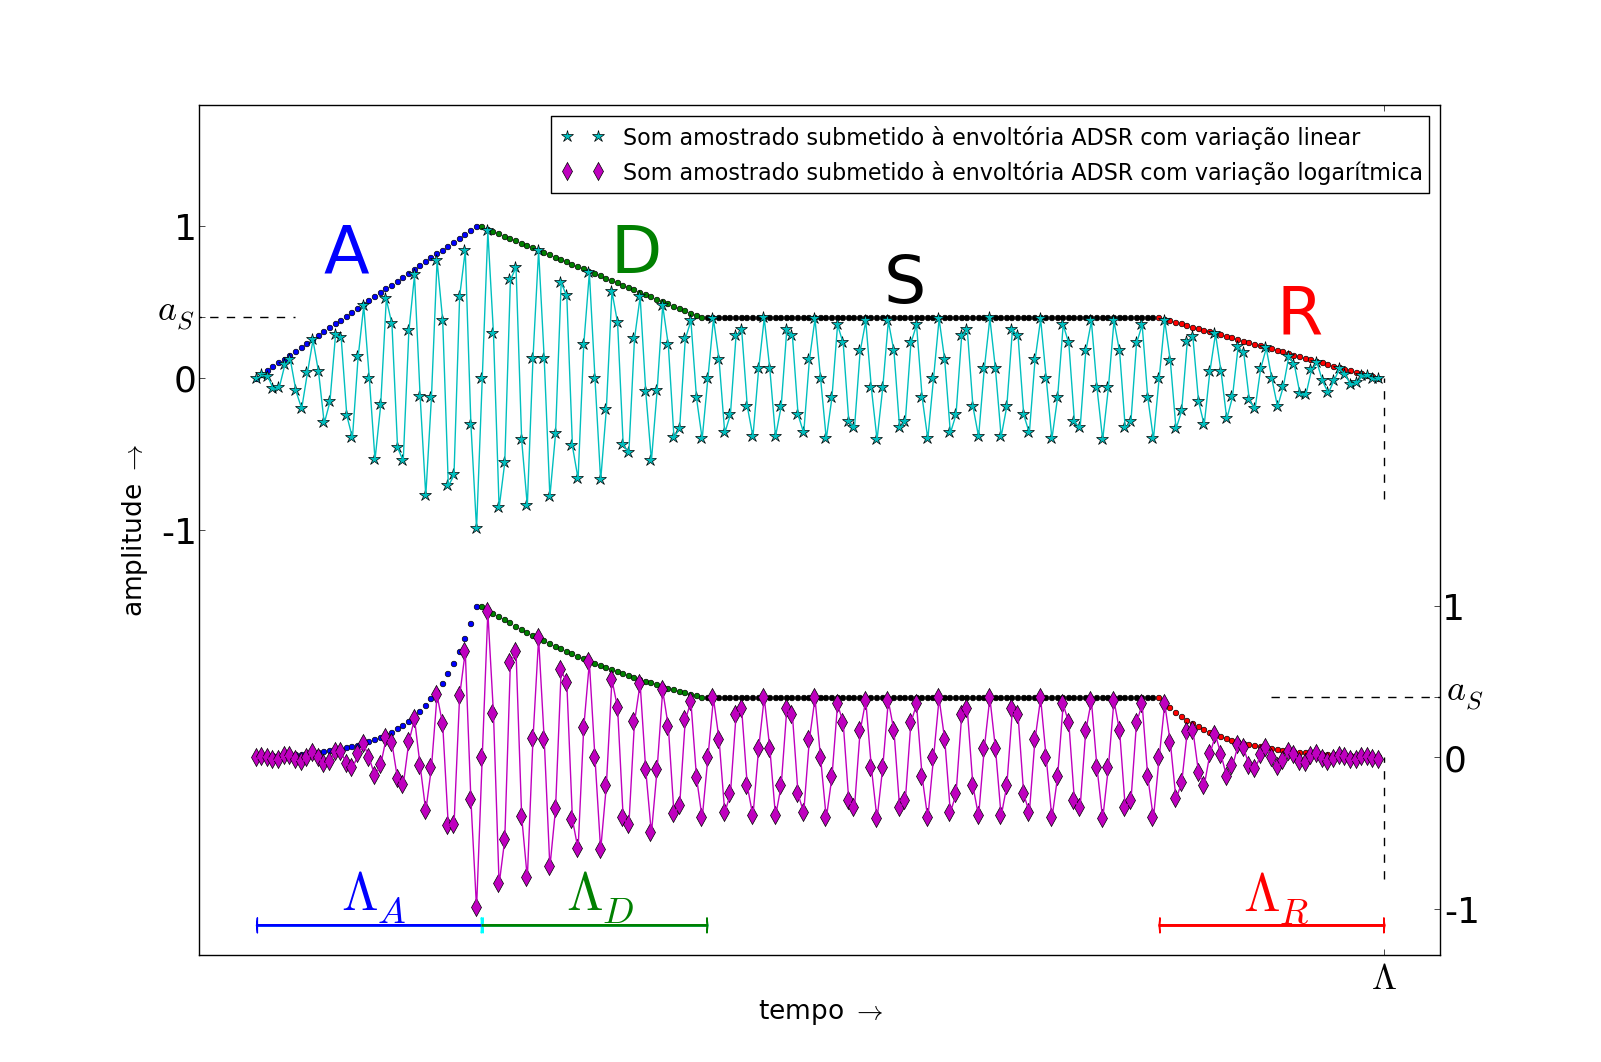 Som amostrado submetido à envoltória ADSR com variação linear
Som amostrado submetido à envoltória ADSR com variação logarítmica
A
D
S
R
1
a_S
0
-1
amplitude →
1
a_S
0
-1
Λ_A
Λ_D
Λ_R
Λ
tempo →